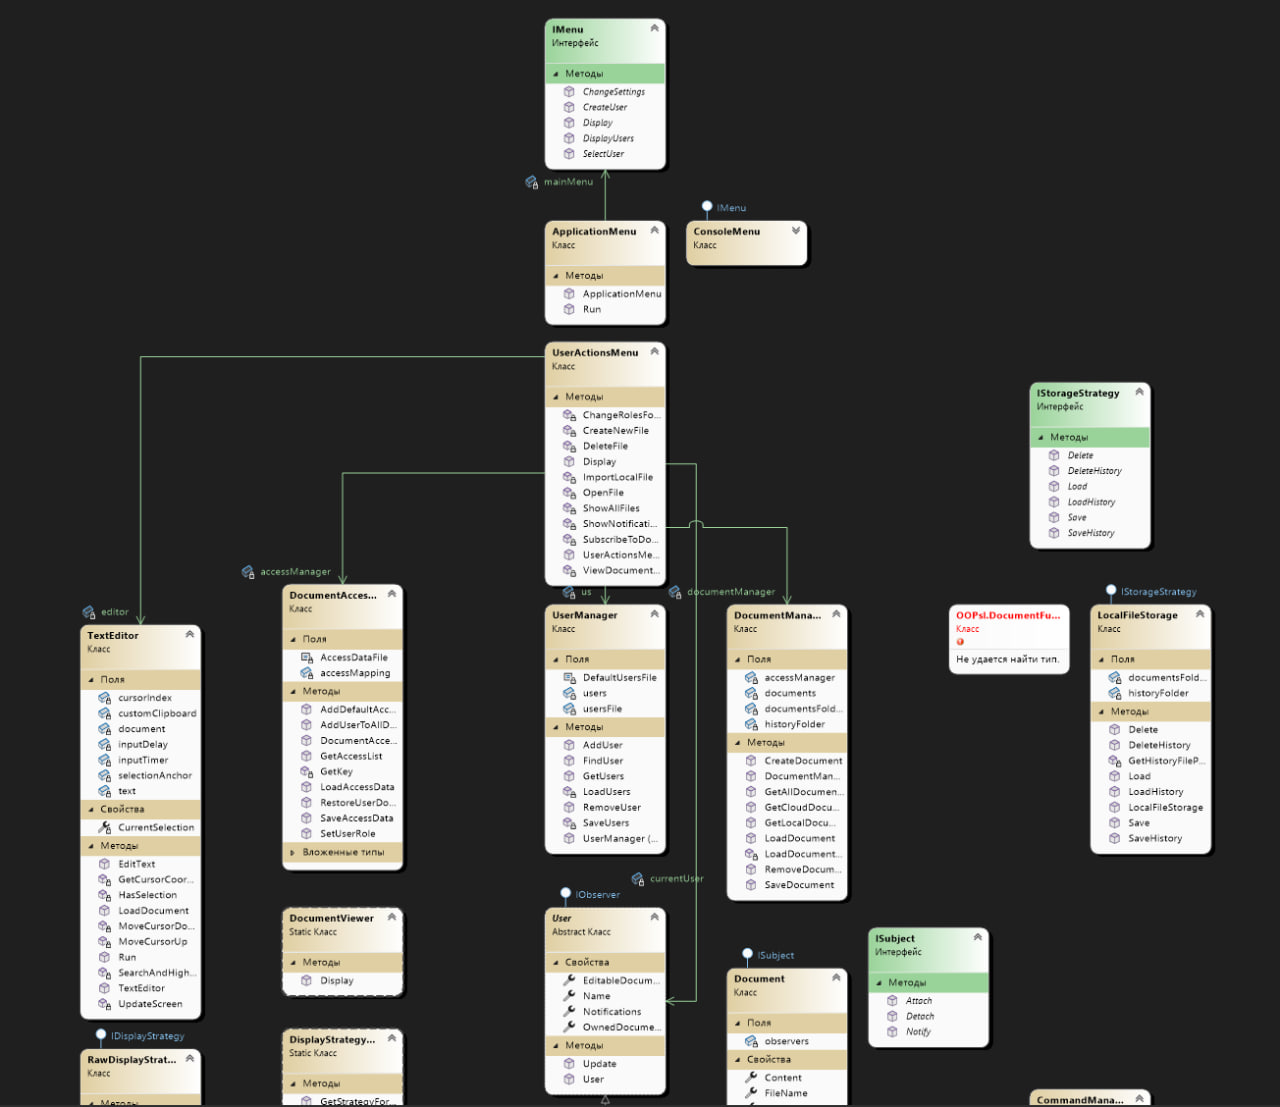 IMenu
Интерфейс
Методы
ChangeSettings
CreateUser
Display
DisplayUsers
SelectUser
mainMenu
ApplicationMenu
Класс
Методы
ApplicationMenu
Run
IMenu
ConsoleMenu
Класс
UserActionsMenu
Класс
Методы
ChangeRolesFo...
CreateNewFile
DeleteFile
Display
ImportLocalFile
OpenFile
ShowAllFiles
ShowNotificati...
SubscribeToDo...
UserActionsMe...
ViewDocument...
IStorageStrategy
Интерфейс
Методы
Delete
DeleteHistory
Load
LoadHistory
Save
SaveHistory
editor
TextEditor
Класс
Поля
cursorIndex
customClipboard
document
inputDelay
inputTimer
selectionAnchor
text
Свойства
CurrentSelection
Методы
EditText
GetCursorCoor...
HasSelection
LoadDocument
MoveCursorDo...
MoveCursorUp
Run
SearchAndHigh...
TextEditor
UpdateScreen
accessManager
DocumentAcces...
Класс
Поля
AccessDataFile
accessMapping
Методы
AddDefaultAcc...
AddUserToAllD...
DocumentAcce...
GetAccessList
GetKey
LoadAccessData
RestoreUserDo...
SaveAccessData
SetUserRole
Вложенные типы
us
UserManager
Класс
Поля
DefaultUsersFile
users
usersFile
Методы
AddUser
FindUser
GetUsers
LoadUsers
RemoveUser
SaveUsers
UserManager (...
documentManager
DocumentMana...
Класс
Поля
accessManager
documents
documentsFold...
historyFolder
Методы
CreateDocument
DocumentMan...
GetAllDocumen...
GetCloudDocu...
GetLocalDocu...
LoadDocument
LoadDocument...
RemoveDocum...
SaveDocument
OOPsl.DocumentFu...
Класс
Не удается найти тип.
IStorageStrategy
LocalFileStorage
Класс
Поля
documentsFold...
historyFolder
Методы
Delete
DeleteHistory
GetHistoryFileP...
Load
LoadHistory
LocalFileStorage
Save
SaveHistory
DocumentViewer
Static Класс
Методы
Display
currentUser
IObserver
User
Abstract Класс
Свойства
EditableDocum...
Name
Notifications
OwnedDocume...
Методы
Update
User
ISubject
Document
Класс
Поля
observers
Свойства
Content
FileName
ISubject
Интерфейс
Методы
Attach
Detach
Notify
IDisplayStrategy
RawDisplayStrat...
Класс
Методы
DisplayStrategy...
Static Класс
Методы
GetStrategyFor...
CommandMana...